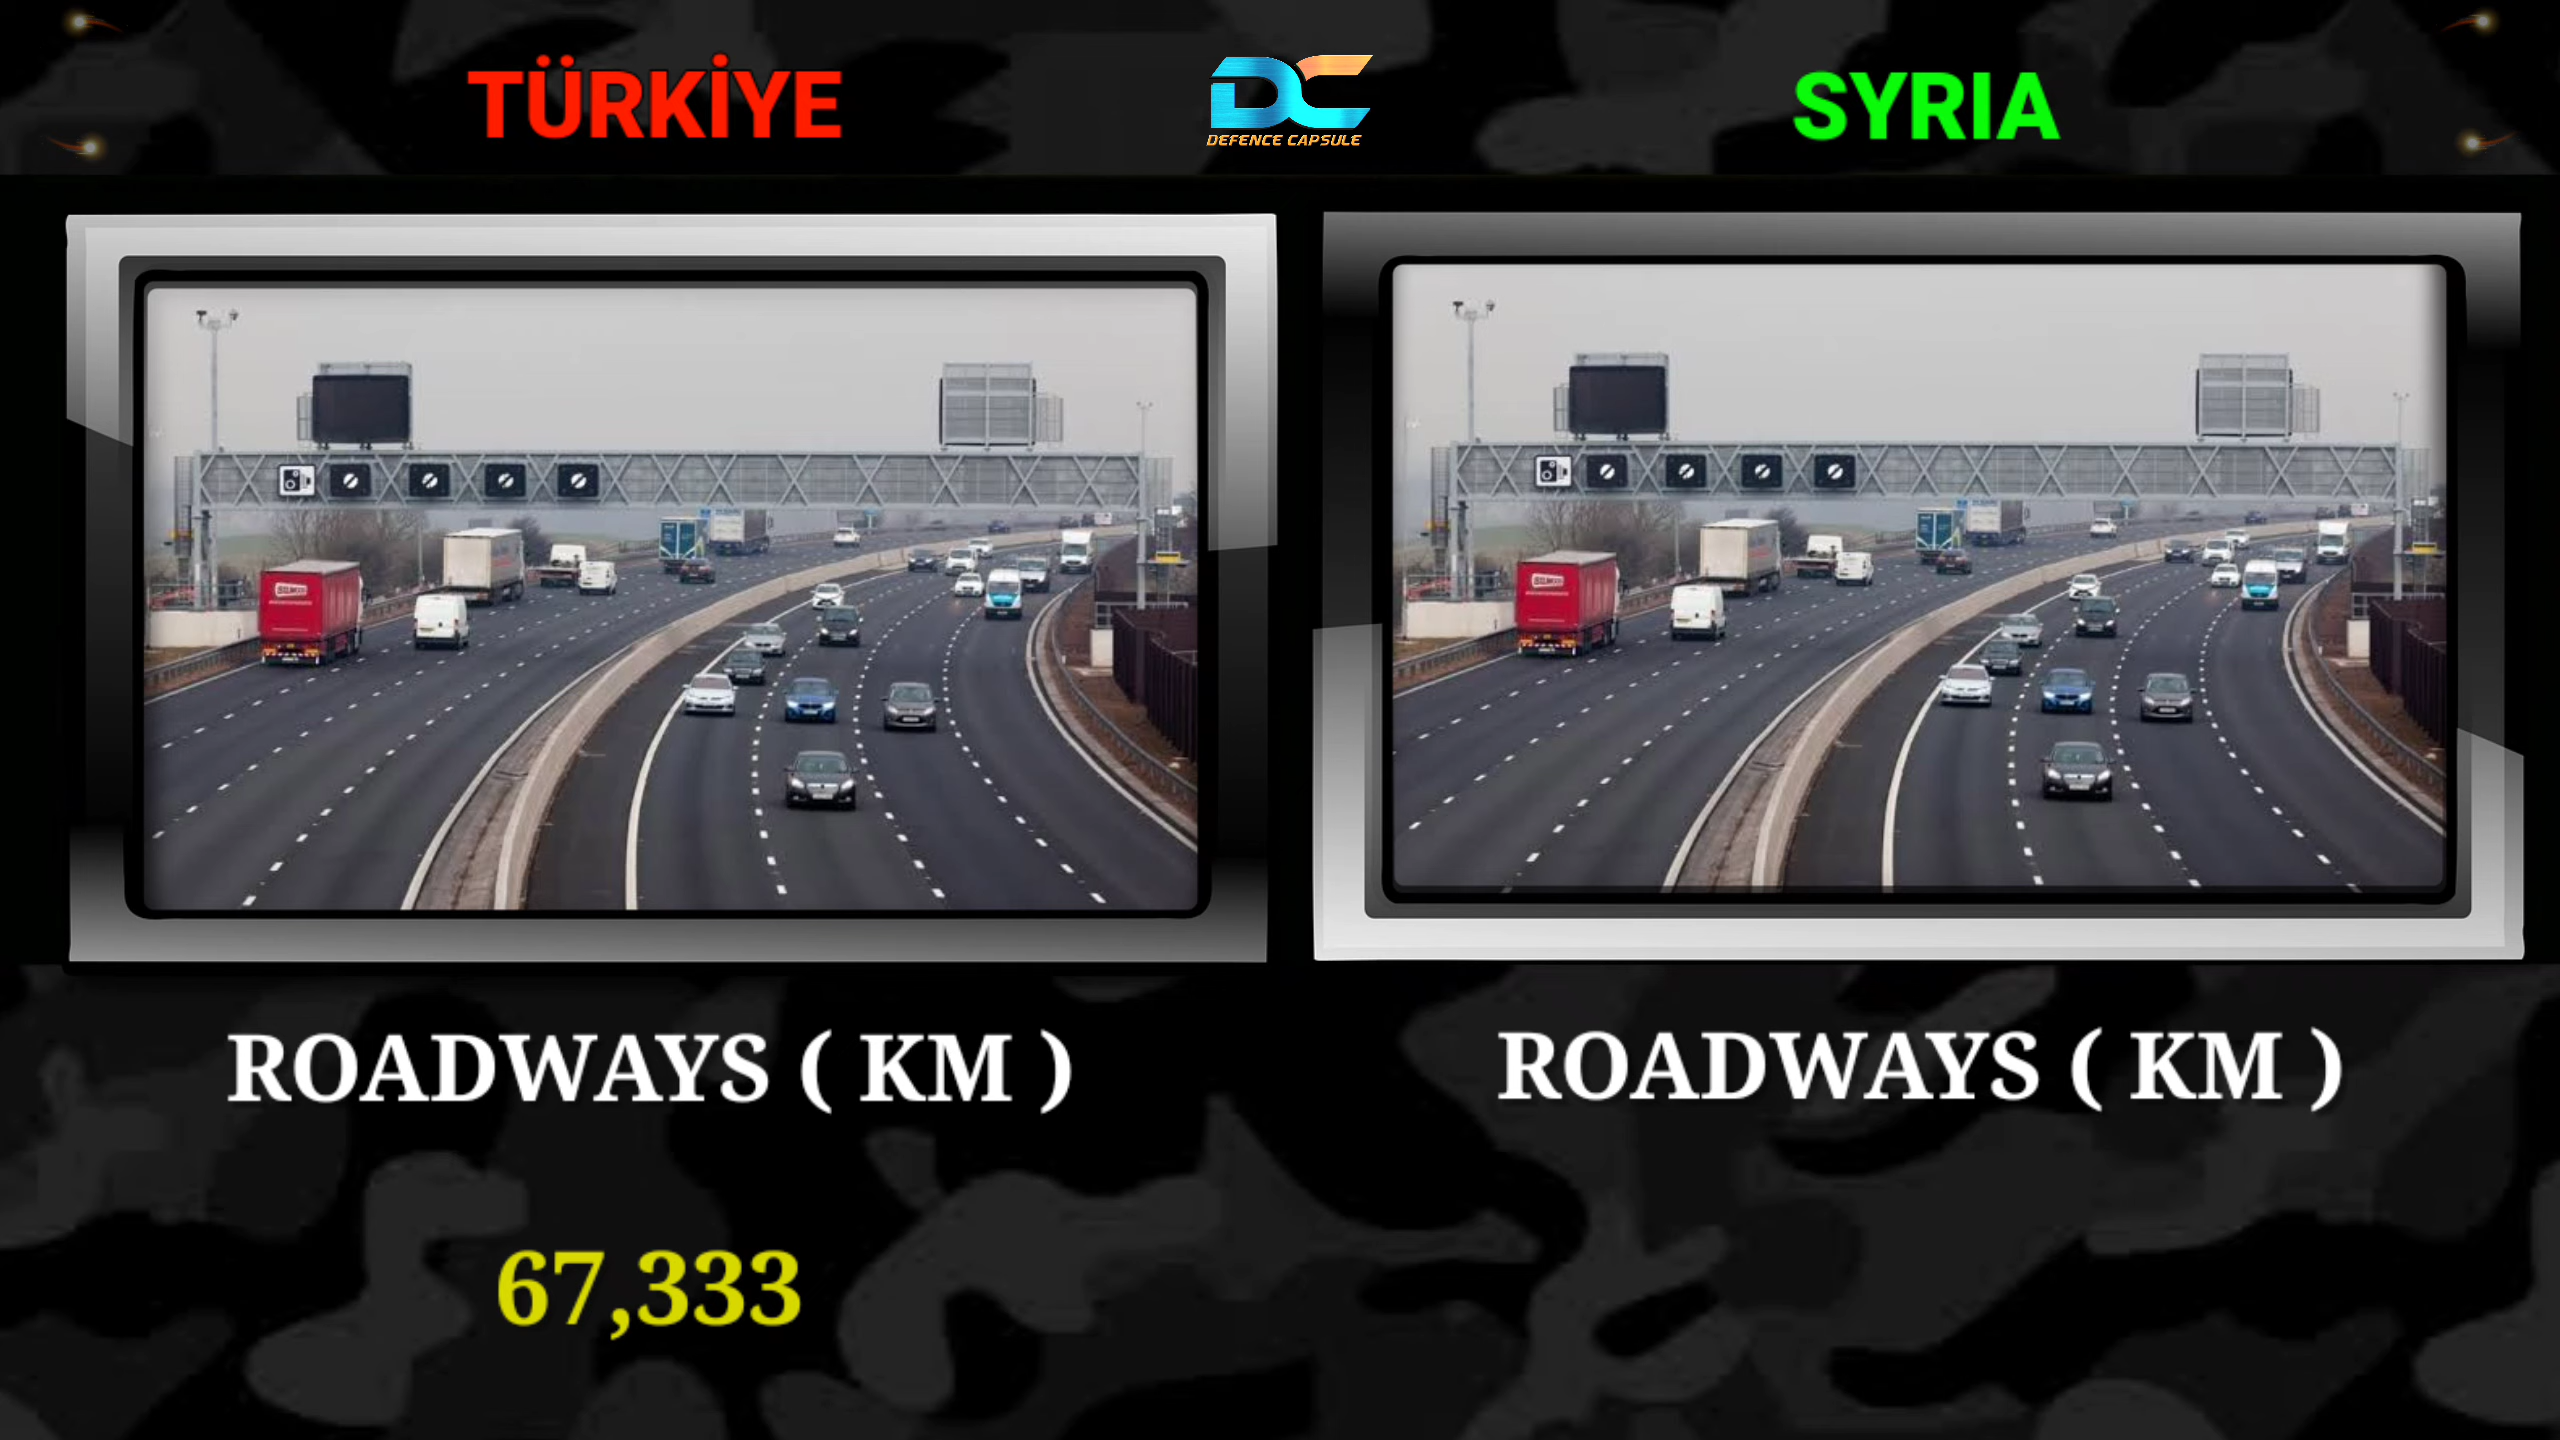 TÜRKİYE
DC
DEFENCE CAPSULE
SYRIA
ROADWAYS ( KM )
67,333
ROADWAYS ( KM )